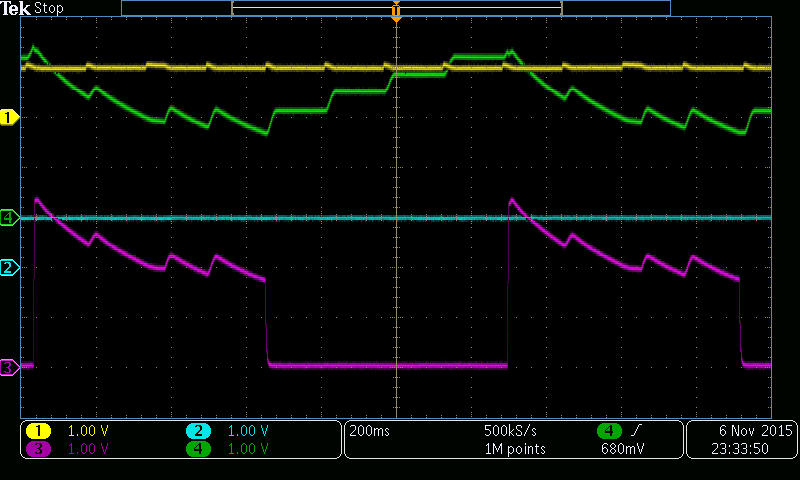 Tek Stop
T
1
4
2
3
1 1.00 V 2 1.00 V 200ms 500kS/s 4 6 Nov 2015
3 1.00 V 4 1.00 V 1M points 680mV 23:33:50